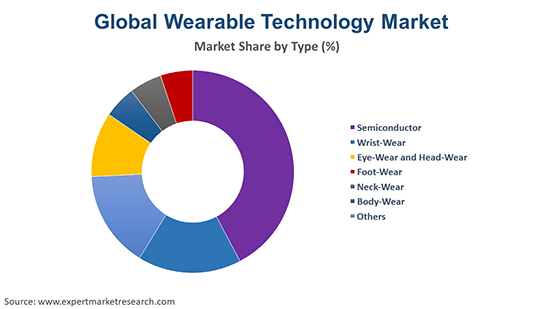 Global Wearable Technology Market
Market Share by Type (%)
Semiconductor
Wrist-Wear
Eye-Wear and Head-Wear
Foot-Wear
Neck-Wear
Body-Wear
Others
Source: www.expertmarketresearch.com